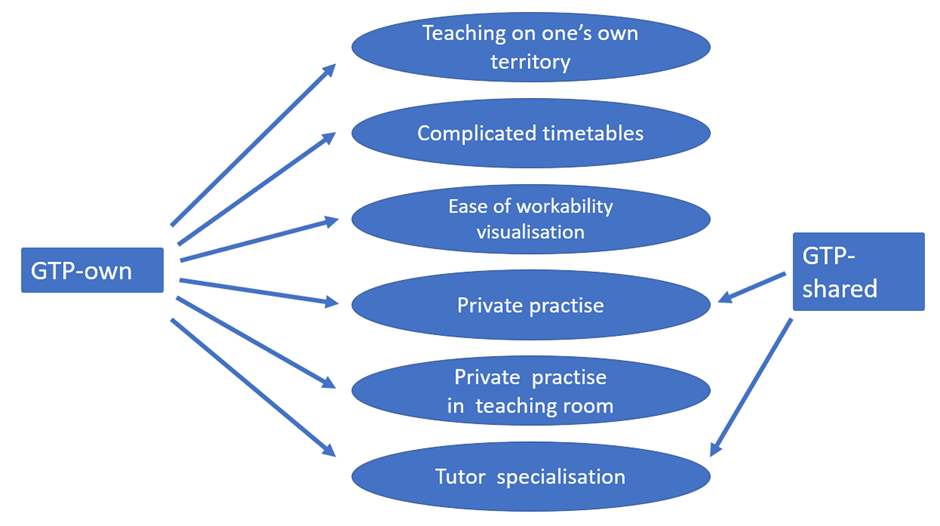 Teaching on one's own
territory
Complicated timetables
Ease of workability
visualisation
GTP-own
GTP-
shared
Private practise
Private practise
in teaching room
Tutor specialisation